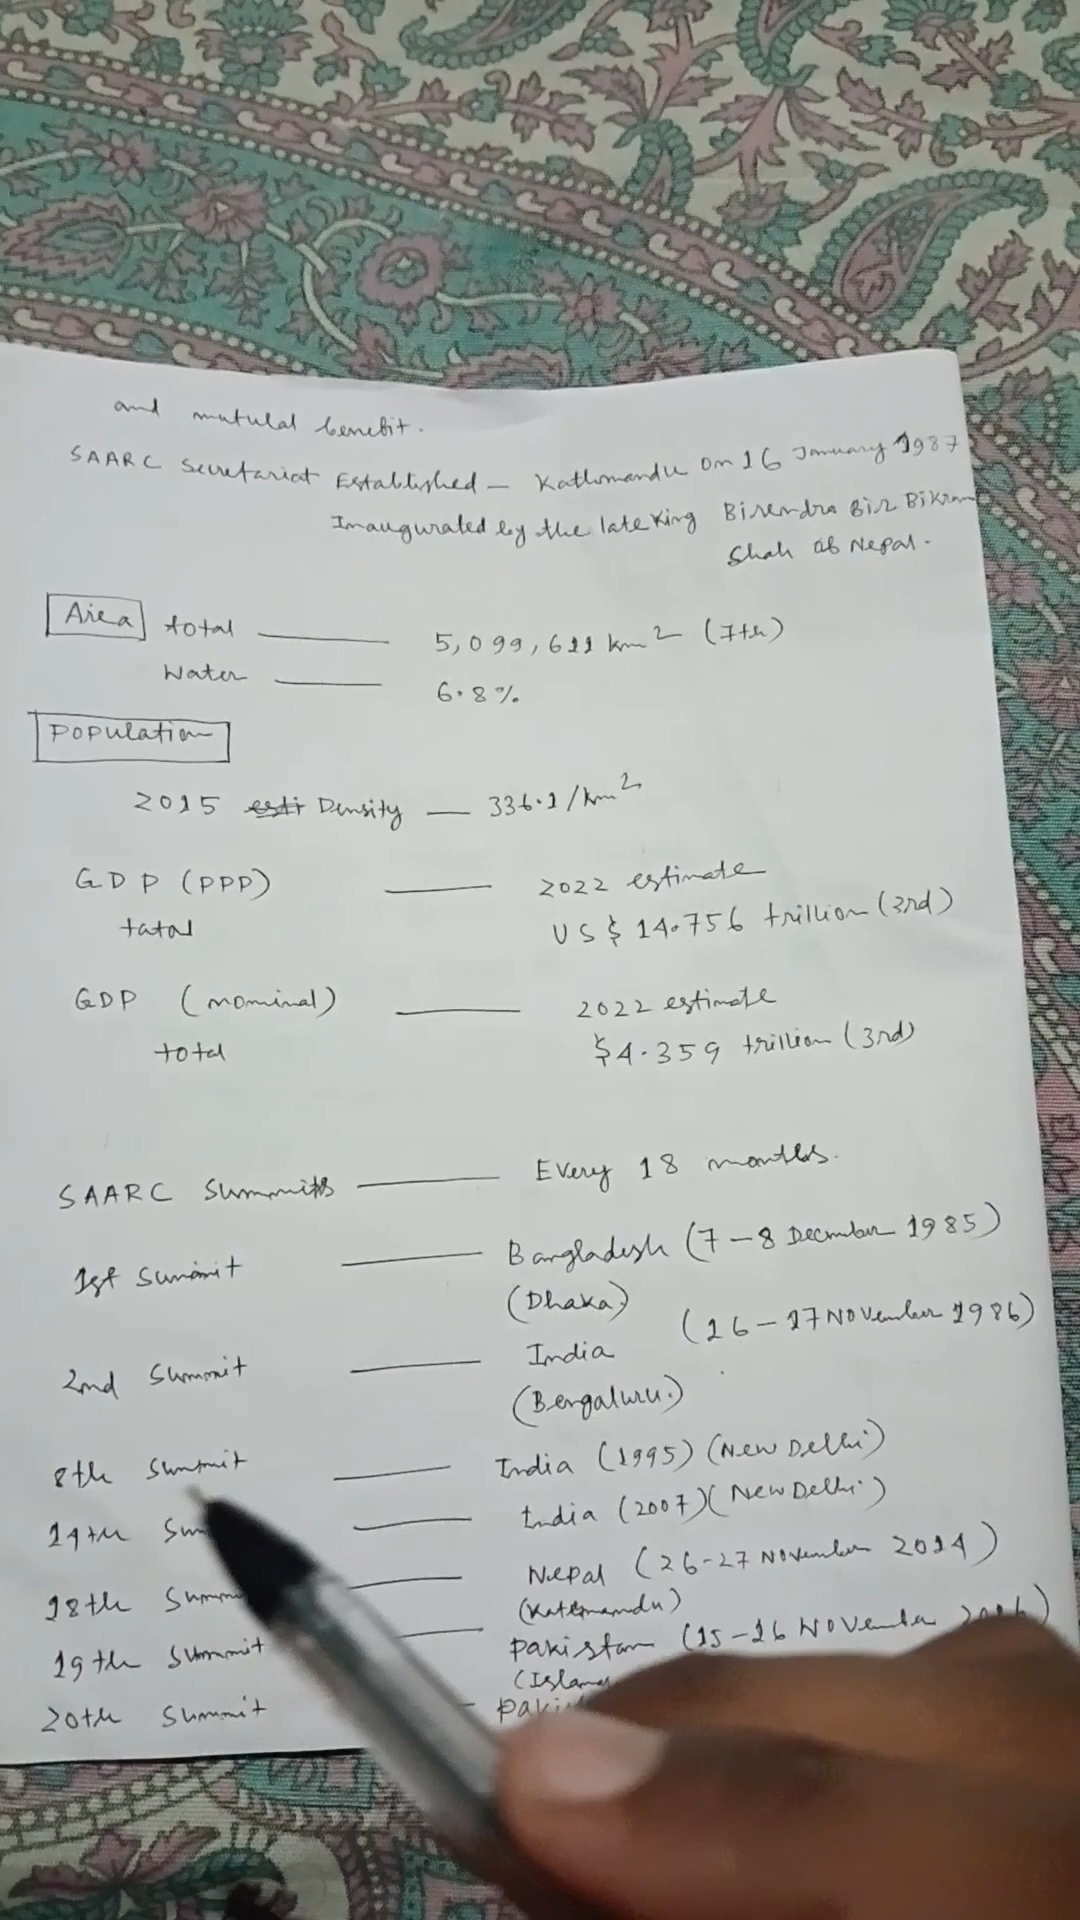 and mutulal benefit.
SAARC Secretariat Established — Kathmandu on 16 January 1987
Inaugurated by the late King Birendra Bir Bikram
Shah of Nepal.
Area total — 5,099,611 km2 (7th)
Water — 6.8%
Population
2015 Density — 336.1/km2
GDP (PPP) — 2022 estimate
tatal US $ 14.756 trillion (3rd)
GDP (nominal) — 2022 estimate
total $4.359 trillion (3rd)
SAARC Summits — Every 18 months.
1st Summit — Bangladesh (7-8 December 1985)
(Dhaka)
2nd Summit — India (16-17 November 1986)
(Bengaluru.)
8th Summit — India (1995) (New Delhi)
14th — India (2007) (New Delhi)
18th — Nepal (26-27 November 2014)
(Katmandu)
19th Summit — Pakistan (15-16 November
20th Summit —